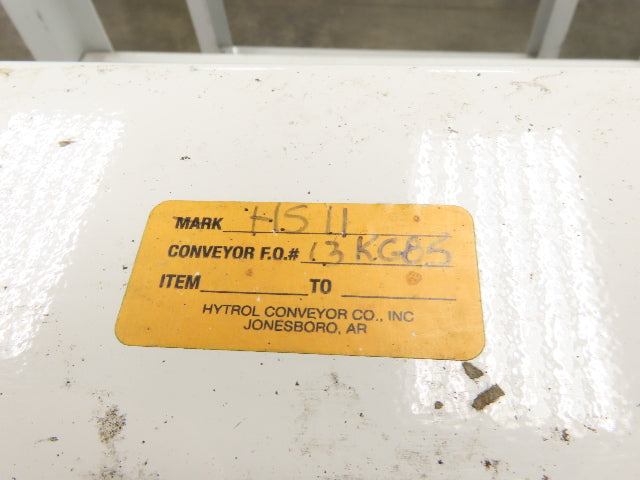 MARK HS 11
CONVEYOR F.O.# 13KG85
ITEM TO
HYTROL CONVEYOR CO., INC
JONESBORO, AR